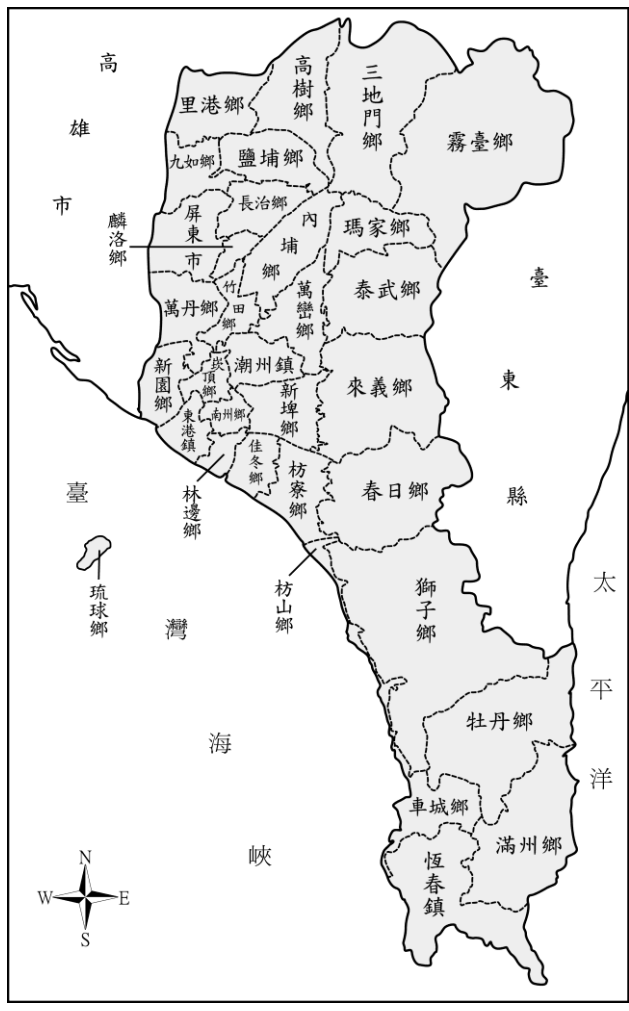 高雄市
里港鄉
高樹鄉
三地門鄉
霧臺鄉
九如鄉
鹽埔鄉
長治鄉
屏東市
麟洛鄉
內埔鄉
瑪家鄉
泰武鄉
竹田鄉
萬丹鄉
萬巒鄉
臺東縣
新園鄉
崁頂鄉
潮州鎮
來義鄉
新埤鄉
東港鎮
南州鄉
佳冬鄉
枋寮鄉
春日鄉
林邊鄉
琉球鄉
枋山鄉
獅子鄉
太平洋
臺灣海峽
牡丹鄉
車城鄉
滿州鄉
恆春鎮
N
W
E
S